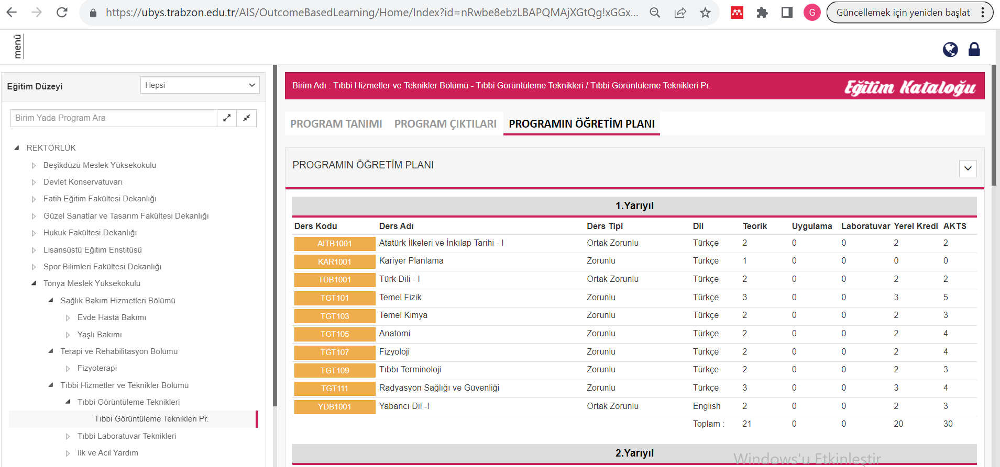 https://ubys.trabzon.edu.tr/AIS/OutcomeBasedLearning/Home/Index?id=nRwbe8ebzLBAPQMAjXGtQg!xGGx...
G
Güncellemek için yeniden başlat
menü
Eğitim Düzeyi
Hepsi
Birim Yada Program Ara
REKTÖRLÜK
Beşikdüzü Meslek Yüksekokulu
Devlet Konservatuvarı
Fatih Eğitim Fakültesi Dekanlığı
Güzel Sanatlar ve Tasarım Fakültesi Dekanlığı
Hukuk Fakültesi Dekanlığı
Lisansüstü Eğitim Enstitüsü
Spor Bilimleri Fakültesi Dekanlığı
Tonya Meslek Yüksekokulu
Sağlık Bakım Hizmetleri Bölümü
Evde Hasta Bakımı
Yaşlı Bakımı
Terapi ve Rehabilitasyon Bölümü
Fizyoterapi
Tıbbi Hizmetler ve Teknikler Bölümü
Tıbbi Görüntüleme Teknikleri
Tıbbi Görüntüleme Teknikleri Pr.
Tıbbi Laboratuvar Teknikleri
İlk ve Acil Yardım
Birim Adı : Tıbbi Hizmetler ve Teknikler Bölümü - Tıbbi Görüntüleme Teknikleri / Tıbbi Görüntüleme Teknikleri Pr.
Eğitim Kataloğu
PROGRAM TANIMI PROGRAM ÇIKTILARI PROGRAMIN ÖĞRETİM PLANI
PROGRAMIN ÖĞRETİM PLANI
1.Yarıyıl
Ders Kodu Ders Adı Ders Tipi Dil Teorik Uygulama Laboratuvar Yerel Kredi AKTS
AITB1001 Atatürk İlkeleri ve İnkılap Tarihi - I Ortak Zorunlu Türkçe 2 0 0 2 2
KAR1001 Kariyer Planlama Zorunlu Türkçe 1 0 0 0 0
TDB1001 Türk Dili - I Ortak Zorunlu Türkçe 2 0 0 2 2
TGT101 Temel Fizik Zorunlu Türkçe 3 0 0 3 5
TGT103 Temel Kimya Zorunlu Türkçe 2 0 0 2 3
TGT105 Anatomi Zorunlu Türkçe 2 0 0 2 4
TGT107 Fizyoloji Zorunlu Türkçe 2 0 0 2 4
TGT109 Tıbbı Terminoloji Zorunlu Türkçe 2 0 0 2 3
TGT111 Radyasyon Sağlığı ve Güvenliği Zorunlu Türkçe 3 0 0 3 4
YDB1001 Yabancı Dil -I Ortak Zorunlu English 2 0 0 2 3
Toplam : 21 0 0 20 30
2.Yarıyıl
Windows'u Etkinleştir